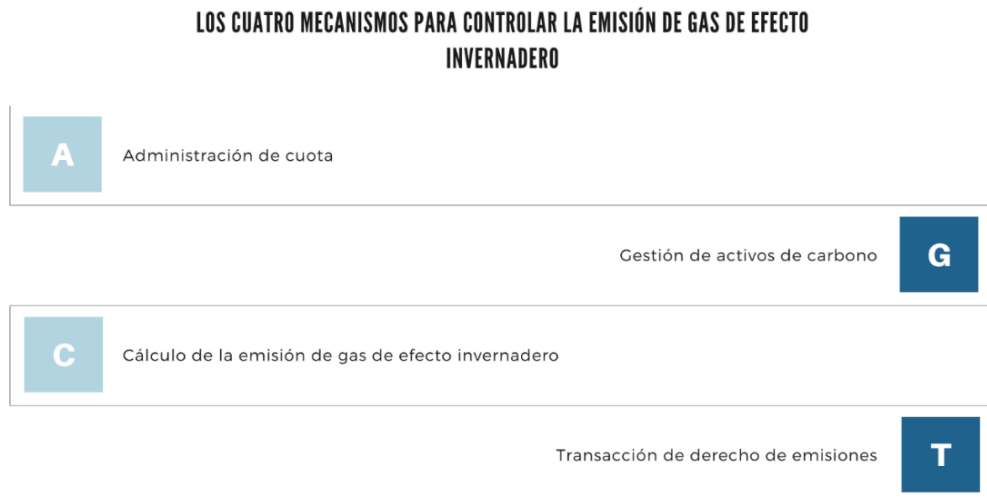 LOS CUATRO MECANISMOS PARA CONTROLAR LA EMISIÓN DE GAS DE EFECTO
INVERNADERO
A
Administración de cuota
Gestión de activos de carbono
G
C
Cálculo de la emisión de gas de efecto invernadero
Transacción de derecho de emisiones
T